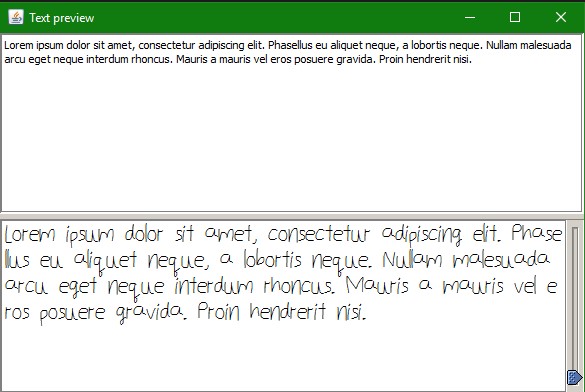 Text preview
Lorem ipsum dolor sit amet, consectetur adipiscing elit. Phasellus eu aliquet neque, a lobortis neque. Nullam malesuada
arcu eget neque interdum rhoncus. Mauris a mauris vel eros posuere gravida. Proin hendrerit nisi.
Lorem ipsum dolor sit amet, consectetur adipiscing elit. Phase
llus eu aliquet neque, a lobortis neque. Nullam malesuada
arcu eget neque interdum rhoncus. Mauris a mauris vel e
ros posuere gravida. Proin hendrerit nisi.